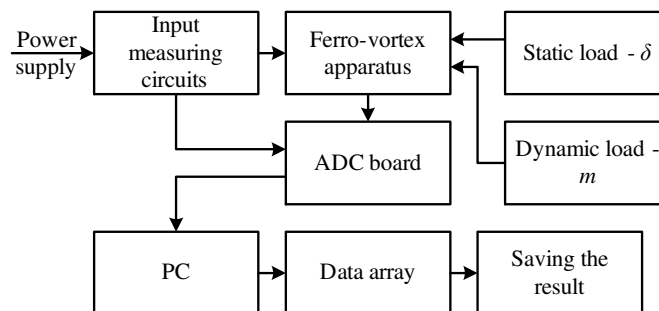 Power
supply
Input
measuring
circuits
Ferro-vortex
apparatus
Static load - δ
ADC board
Dynamic load -
m
PC
Data array
Saving the
result